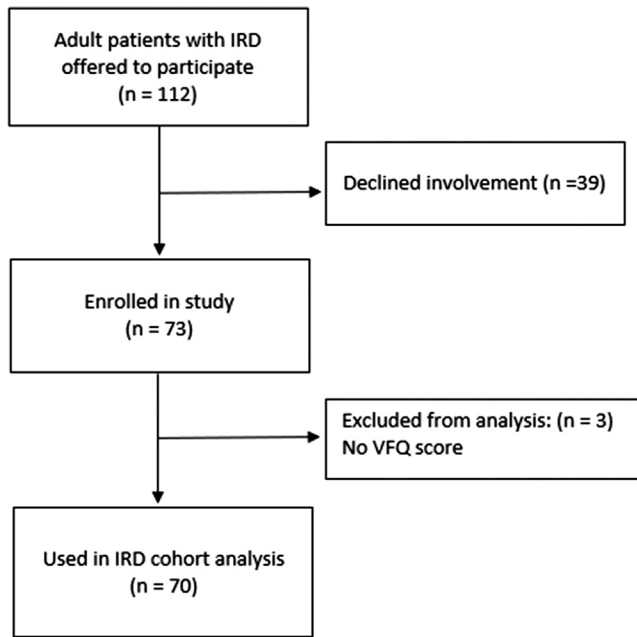 Adult patients with IRD
offered to participate
(n = 112)
Declined involvement (n =39)
Enrolled in study
(n = 73)
Excluded from analysis: (n = 3)
No VFQ score
Used in IRD cohort analysis
(n = 70)